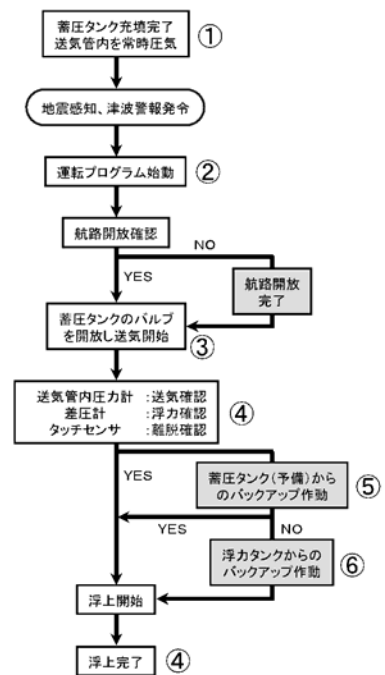 蓄圧タンク充填完了
送気管内を常時圧気
①
地震感知、津波警報発令
②
運転プログラム始動
航路開放確認
NO
YES
航路開放
完了
蓄圧タンクのバルブ
を開放し送気開始
③
送気管内圧力計 :送気確認
差圧計 :浮力確認
タッチセンサ :離脱確認
④
YES
蓄圧タンク(予備)から
のバックアップ作動
⑤
YES
NO
浮力タンクからの
バックアップ作動
⑥
浮上開始
浮上完了
④